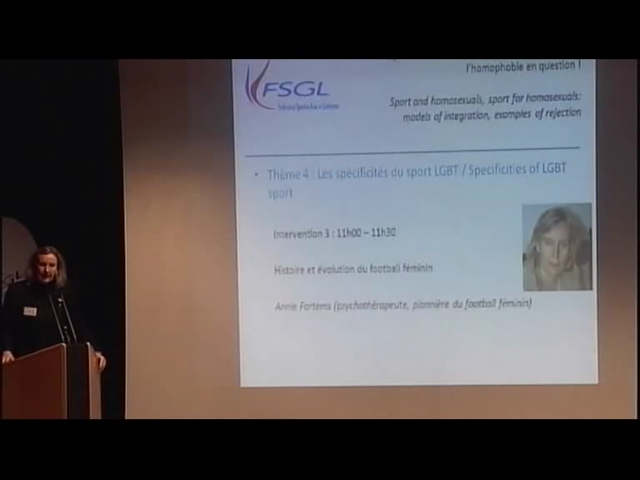 l'homophobie en question !
FSGL
Sport and homosexuals, sport for homosexuals:
models of integration, examples of rejection
• Thème 4 : Les spécificités du sport LGBT / Specificities of LGBT
sport
Intervention 3 : 11h00 – 11h30
Histoire et évolution du football féminin
Annie Fortems (psychothérapeute, pionnière du football féminin)